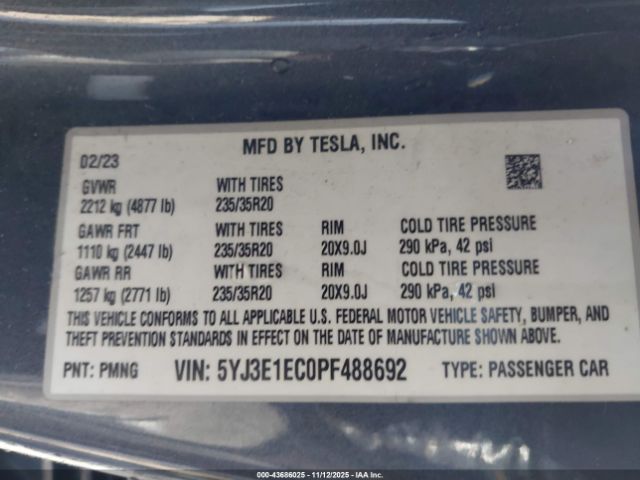 MFD BY TESLA, INC.
02/23
GVWR WITH TIRES
2212 kg (4877 lb) 235/35R20
GAWR FRT WITH TIRES RIM COLD TIRE PRESSURE
1110 kg (2447 lb) 235/35R20 20X9.0J 290 kPa, 42 psi
GAWR RR WITH TIRES RIM COLD TIRE PRESSURE
1257 kg (2771 lb) 235/35R20 20X9.0J 290 kPa, 42 psi
THIS VEHICLE CONFORMS TO ALL APPLICABLE U.S. FEDERAL MOTOR VEHICLE SAFETY, BUMPER, AND
THEFT PREVENTION STANDARDS IN EFFECT ON THE DATE OF MANUFACTURE SHOWN ABOVE.
PNT: PMNG VIN: 5YJ3E1EC0PF488692 TYPE: PASSENGER CAR
000-43686025 - 11/12/2025 - IAA Inc.